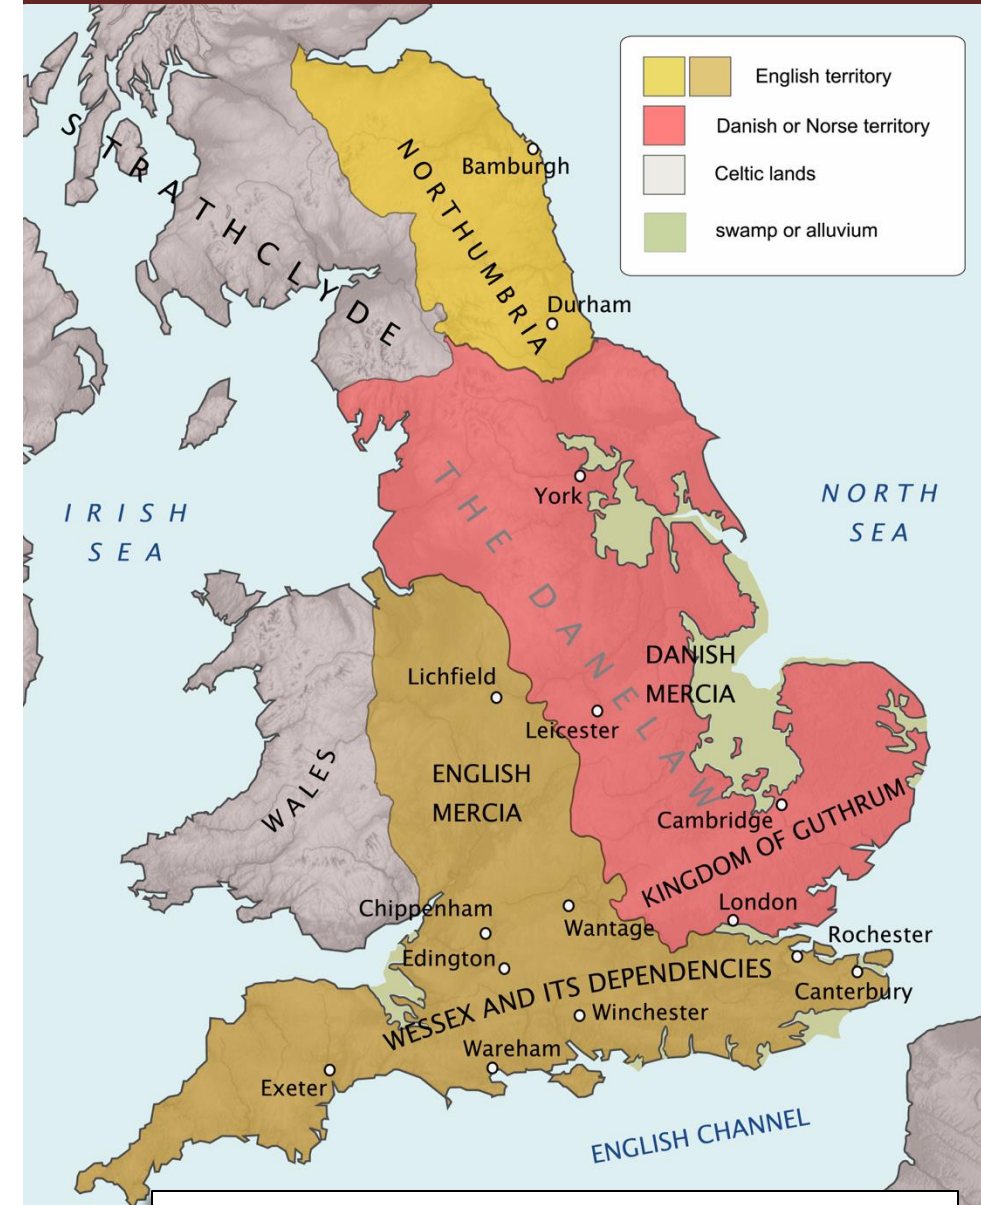 English territory
Danish or Norse territory
Celtic lands
swamp or alluvium
STRATHCLYDE
NORTHUMBRIA
Bamburgh
Durham
IRISH
SEA
NORTH
SEA
York
THE DANELAW
DANISH
MERCIA
Lichfield
Leicester
ENGLISH
MERCIA
WALES
Cambridge
KINGDOM OF GUTHRUM
London
Chippenham
Wantage
Rochester
Edington
WESSEX AND ITS DEPENDENCIES
Canterbury
Winchester
Wareham
Exeter
ENGLISH CHANNEL